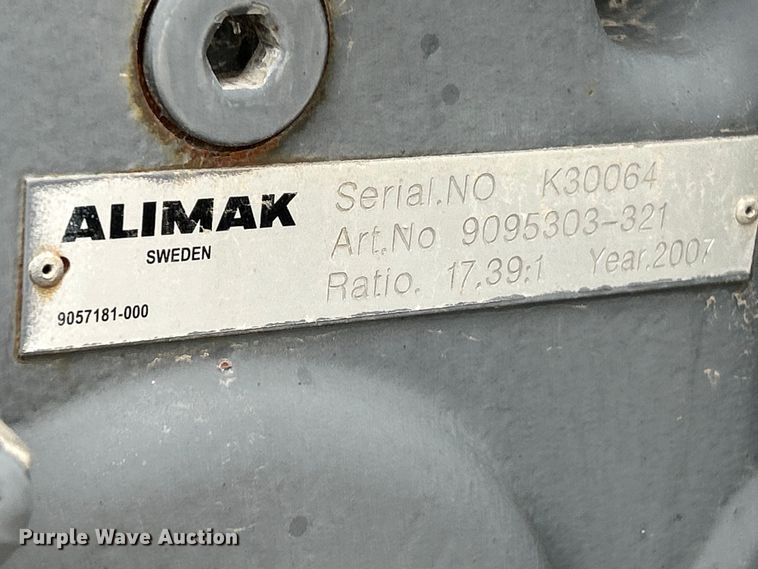 ALIMAK
SWEDEN
9057181-000
Serial.NO K30064
Art.No 9095303-321
Ratio. 17.39:1 Year.2007
Purple Wave Auction